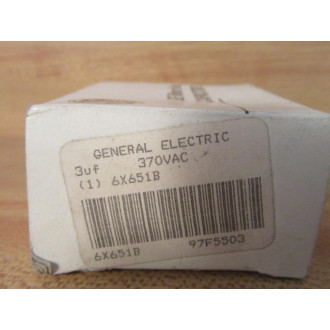 GENERAL ELECTRIC
3uf 370VAC
(1) 6X651B
6X651B 97F5503